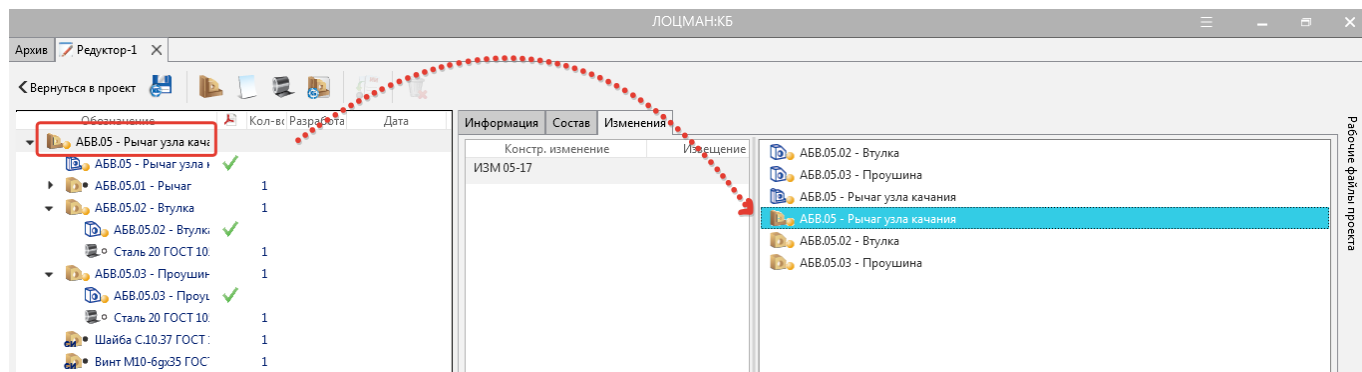 ЛОЦМАН:КБ
Архив Редуктор-1
Вернуться в проект
Обозначение Кол-во Разработа Дата
АБВ.05 - Рычаг узла кача
АБВ.05 - Рычаг узла к
АБВ.05.01 - Рычаг 1
АБВ.05.02 - Втулка 1
АБВ.05.02 - Втулка
Сталь 20 ГОСТ 10 1
АБВ.05.03 - Проушин 1
АБВ.05.03 - Проу
Сталь 20 ГОСТ 10 1
Шайба С.10.37 ГОСТ 1
Винт М10-6gx35 ГОС 1
Информация Состав Изменения
Констр. изменение Извещение
ИЗМ 05-17
АБВ.05.02 - Втулка
АБВ.05.03 - Проушина
АБВ.05 - Рычаг узла качания
АБВ.05 - Рычаг узла качания
АБВ.05.02 - Втулка
АБВ.05.03 - Проушина
Рабочие файлы проекта